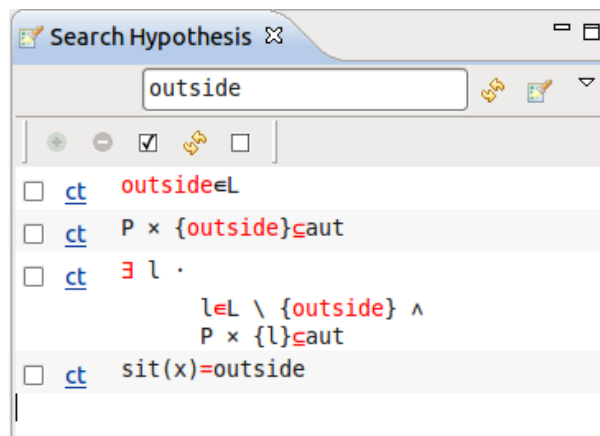 Search Hypothesis
outside
ct outside∈L
ct P × {outside}⊆aut
ct ∃ l ·
l∈L \ {outside} ∧
P × {l}⊆aut
ct sit(x)=outside